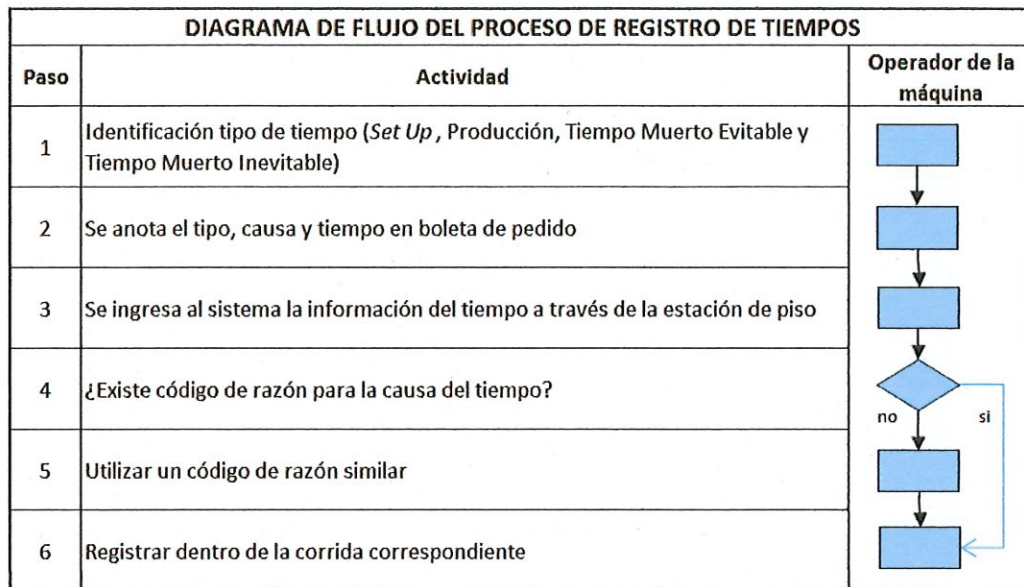 DIAGRAMA DE FLUJO DEL PROCESO DE REGISTRO DE TIEMPOS
Paso
Actividad
Operador de la
máquina
1
Identificación tipo de tiempo (Set Up, Producción, Tiempo Muerto Evitable y
Tiempo Muerto Inevitable)
2
Se anota el tipo, causa y tiempo en boleta de pedido
3
Se ingresa al sistema la información del tiempo a través de la estación de piso
4
¿Existe código de razón para la causa del tiempo?
no
si
5
Utilizar un código de razón similar
6
Registrar dentro de la corrida correspondiente